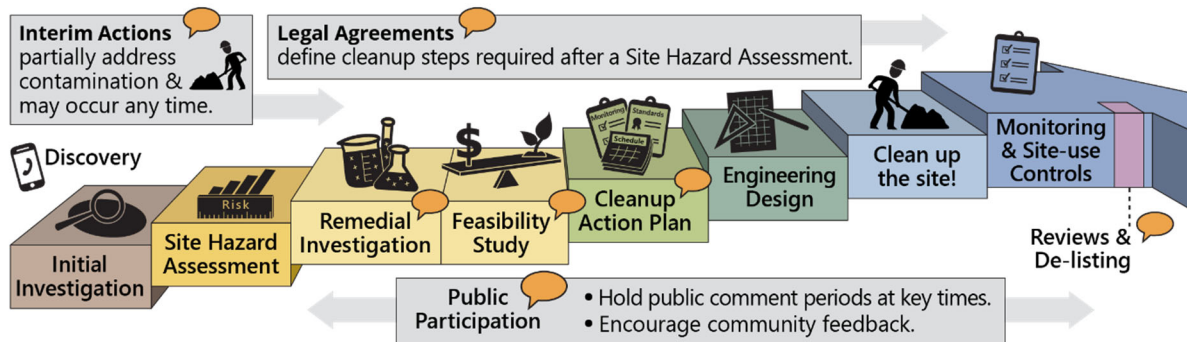 Interim Actions
partially address
contamination &
may occur any time.
Legal Agreements
define cleanup steps required after a Site Hazard Assessment.
Discovery
Initial
Investigation
Risk
Site Hazard
Assessment
Remedial
Investigation
$
Feasibility
Study
Monitoring
Standards
Schedule
Cleanup
Action Plan
Engineering
Design
Clean up
the site!
Monitoring
& Site-use
Controls
Reviews &
De-listing
Public
Participation
• Hold public comment periods at key times.
• Encourage community feedback.